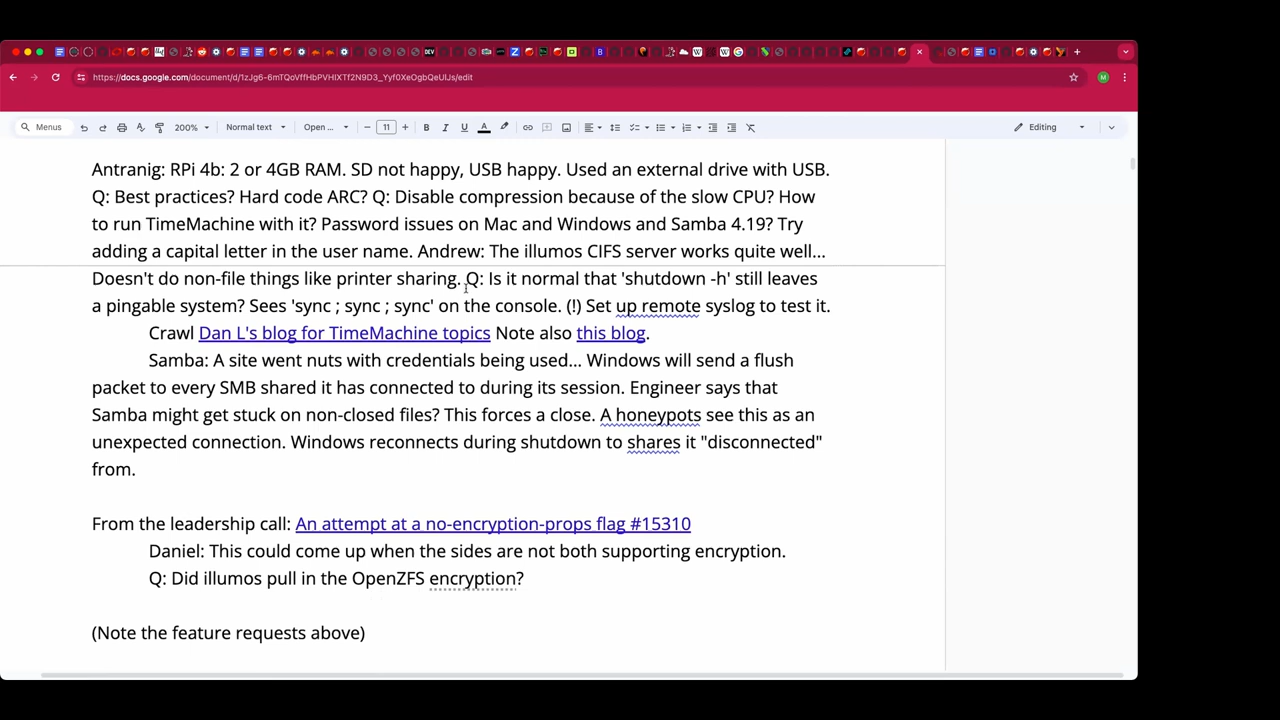 https://docs.google.com/document/d/1zJg6-6mTQoVffHbPVHIXTf2N9D3_Yyf0XeOgbQeUIJs/edit
Menus 200% Normal text Open ... 11 Editing
Antranig: RPi 4b: 2 or 4GB RAM. SD not happy, USB happy. Used an external drive with USB.
Q: Best practices? Hard code ARC? Q: Disable compression because of the slow CPU? How
to run TimeMachine with it? Password issues on Mac and Windows and Samba 4.19? Try
adding a capital letter in the user name. Andrew: The illumos CIFS server works quite well...
Doesn't do non-file things like printer sharing. Q: Is it normal that 'shutdown -h' still leaves
a pingable system? Sees 'sync ; sync ; sync' on the console. (!) Set up remote syslog to test it.
Crawl Dan L's blog for TimeMachine topics Note also this blog.
Samba: A site went nuts with credentials being used... Windows will send a flush
packet to every SMB shared it has connected to during its session. Engineer says that
Samba might get stuck on non-closed files? This forces a close. A honeypots see this as an
unexpected connection. Windows reconnects during shutdown to shares it "disconnected"
from.
From the leadership call: An attempt at a no-encryption-props flag #15310
Daniel: This could come up when the sides are not both supporting encryption.
Q: Did illumos pull in the OpenZFS encryption?
(Note the feature requests above)